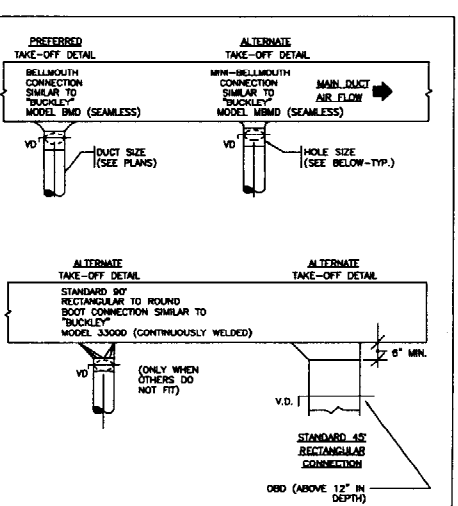 PREFERRED
TAKE-OFF DETAIL
BELLMOUTH
CONNECTION
SIMILAR TO
"BUCKLEY"
MODEL BMD (SEAMLESS)
VD
DUCT SIZE
(SEE PLANS)
ALTERNATE
TAKE-OFF DETAIL
MINI-BELLMOUTH
CONNECTION
SIMILAR TO
"BUCKLEY"
MODEL MBMD (SEAMLESS)
MAIN DUCT
AIR FLOW
VD
HOLE SIZE
(SEE BELOW-TYP.)
ALTERNATE
TAKE-OFF DETAIL
STANDARD 90°
RECTANGULAR TO ROUND
BOOT CONNECTION SIMILAR TO
"BUCKLEY"
MODEL 3300D (CONTINUOUSLY WELDED)
VD
(ONLY WHEN
OTHERS DO
NOT FIT)
ALTERNATE
TAKE-OFF DETAIL
6" MIN.
V.D.
STANDARD 45°
RECTANGULAR
CONNECTION
OBD (ABOVE 12" IN
DEPTH)